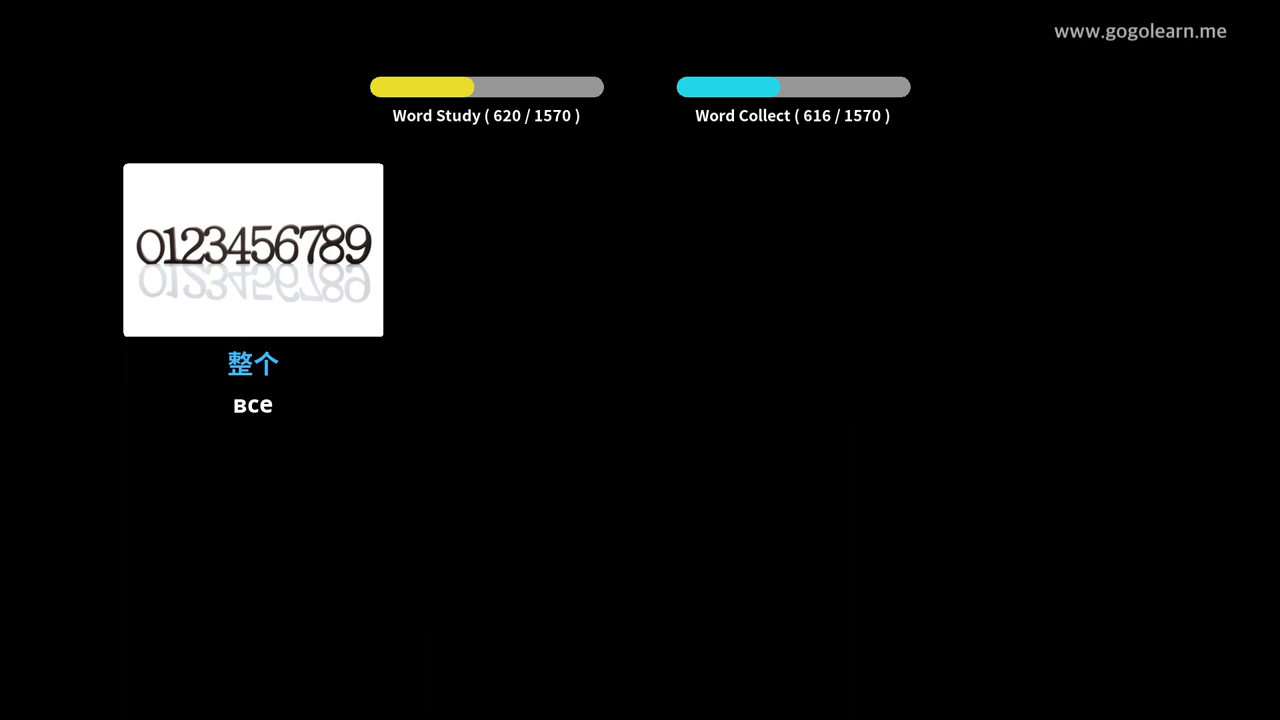 www.gogolearn.me
Word Study ( 620 / 1570 )
Word Collect ( 616 / 1570 )
0123456789
整个
все